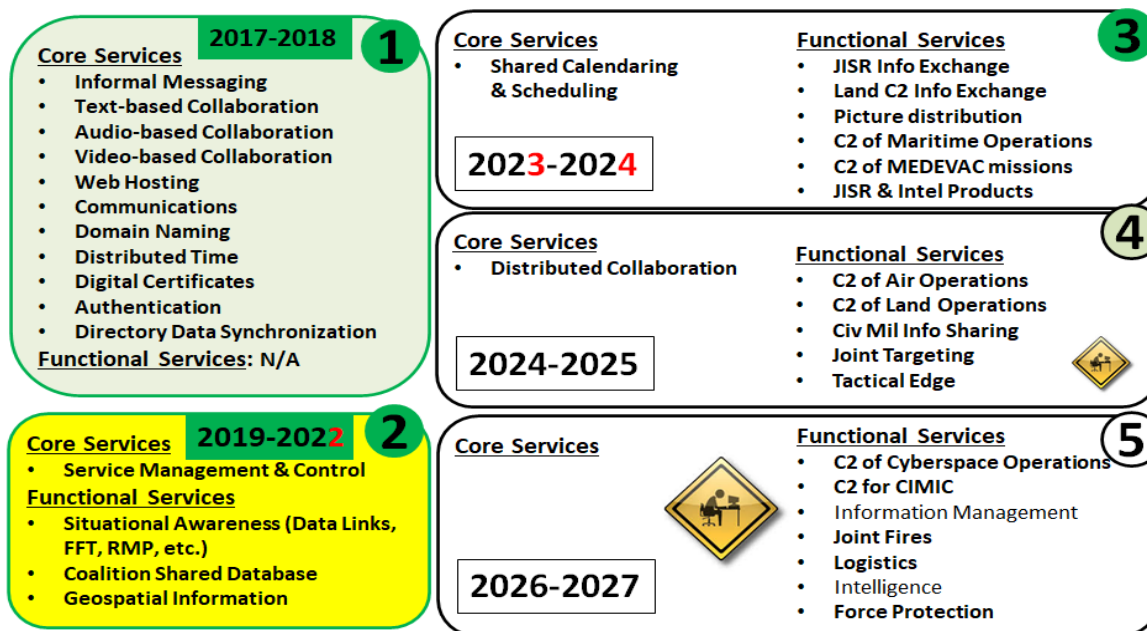 2017-2018
1
Core Services
• Informal Messaging
• Text-based Collaboration
• Audio-based Collaboration
• Video-based Collaboration
• Web Hosting
• Communications
• Domain Naming
• Distributed Time
• Digital Certificates
• Authentication
• Directory Data Synchronization
Functional Services: N/A
2019-2022
2
Core Services
• Service Management & Control
Functional Services
• Situational Awareness (Data Links,
FFT, RMP, etc.)
• Coalition Shared Database
• Geospatial Information
3
Core Services
• Shared Calendaring
& Scheduling
2023-2024
Functional Services
• JISR Info Exchange
• Land C2 Info Exchange
• Picture distribution
• C2 of Maritime Operations
• C2 of MEDEVAC missions
• JISR & Intel Products
4
Core Services
• Distributed Collaboration
2024-2025
Functional Services
• C2 of Air Operations
• C2 of Land Operations
• Civ Mil Info Sharing
• Joint Targeting
• Tactical Edge
5
Core Services
2026-2027
Functional Services
• C2 of Cyberspace Operations
• C2 for CIMIC
• Information Management
• Joint Fires
• Logistics
• Intelligence
• Force Protection